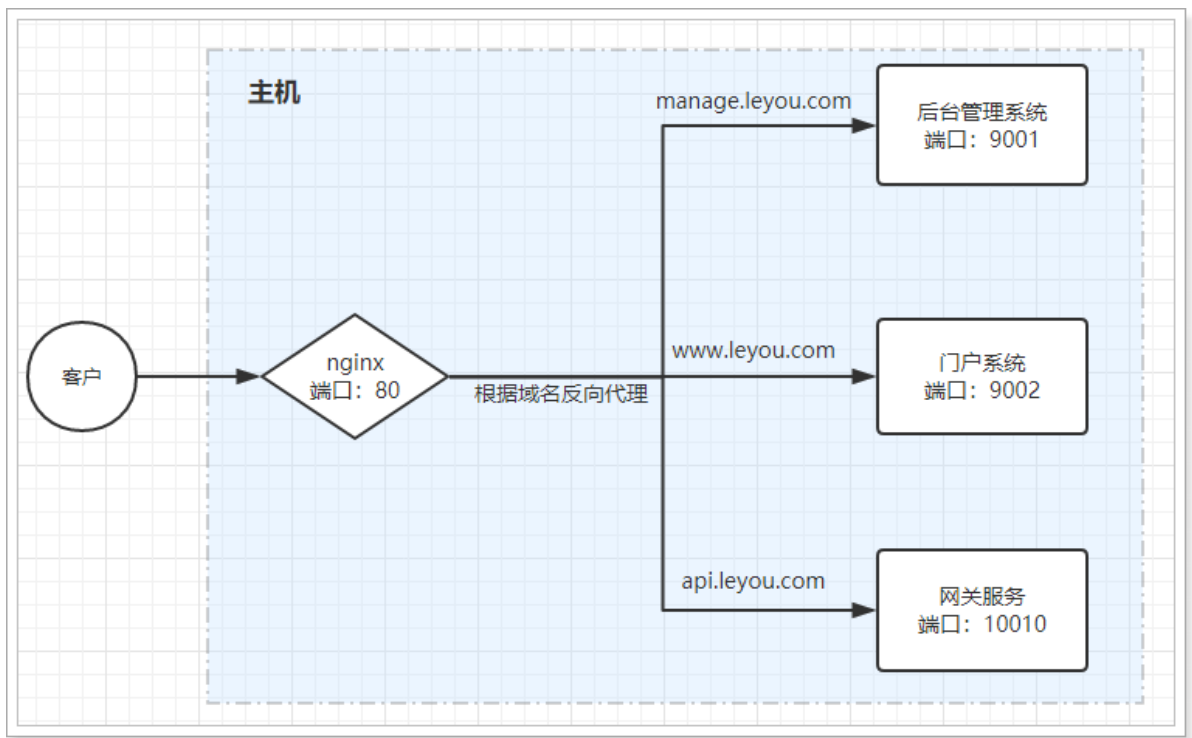 主机
manage.leyou.com
后台管理系统
端口：9001
客户
nginx
端口：80
根据域名反向代理
www.leyou.com
门户系统
端口：9002
api.leyou.com
网关服务
端口：10010